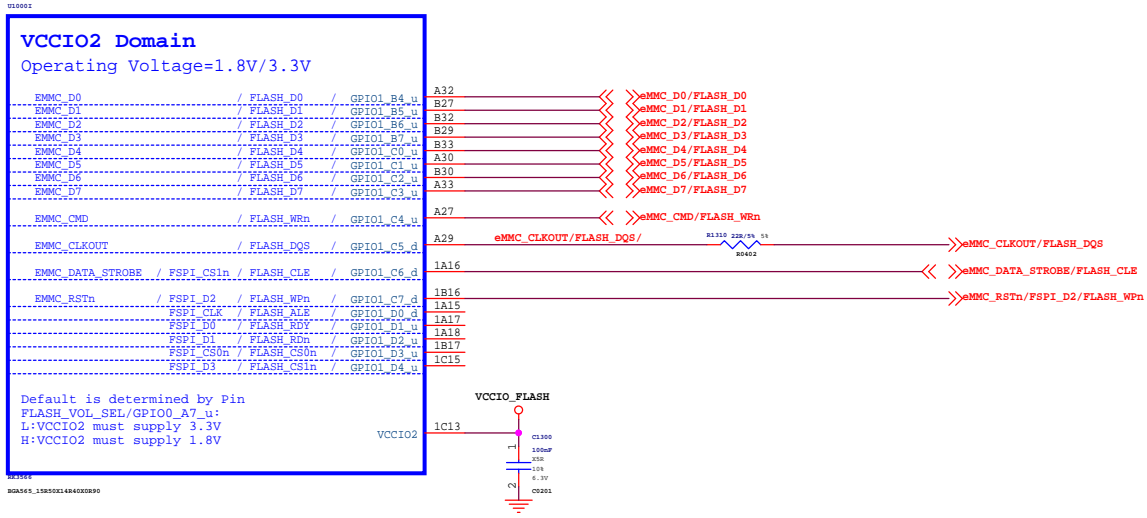 U1000I
VCCIO2 Domain
Operating Voltage=1.8V/3.3V
EMMC_D0 / FLASH_D0 / GPIO1_B4_u A32 eMMC_D0/FLASH_D0
EMMC_D1 / FLASH_D1 / GPIO1_B5_u B27 eMMC_D1/FLASH_D1
EMMC_D2 / FLASH_D2 / GPIO1_B6_u B32 eMMC_D2/FLASH_D2
EMMC_D3 / FLASH_D3 / GPIO1_B7_u B29 eMMC_D3/FLASH_D3
EMMC_D4 / FLASH_D4 / GPIO1_C0_u B33 eMMC_D4/FLASH_D4
EMMC_D5 / FLASH_D5 / GPIO1_C1_u A30 eMMC_D5/FLASH_D5
EMMC_D6 / FLASH_D6 / GPIO1_C2_u B30 eMMC_D6/FLASH_D6
EMMC_D7 / FLASH_D7 / GPIO1_C3_u A33 eMMC_D7/FLASH_D7
EMMC_CMD / FLASH_WRn / GPIO1_C4_u A27 eMMC_CMD/FLASH_WRn
EMMC_CLKOUT / FLASH_DQS / GPIO1_C5_d A29 eMMC_CLKOUT/FLASH_DQS/ R1310 22R/5% 5% eMMC_CLKOUT/FLASH_DQS
R0402
EMMC_DATA_STROBE / FSPI_CS1n / FLASH_CLE / GPIO1_C6_d 1A16 eMMC_DATA_STROBE/FLASH_CLE
EMMC_RSTn / FSPI_D2 / FLASH_WPn / GPIO1_C7_d 1B16 eMMC_RSTn/FSPI_D2/FLASH_WPn
FSPI_CLK / FLASH_ALE / GPIO1_D0_d 1A15
FSPI_D0 / FLASH_RDY / GPIO1_D1_u 1A17
FSPI_D1 / FLASH_RDn / GPIO1_D2_u 1A18
FSPI_CS0n / FLASH_CS0n / GPIO1_D3_u 1B17
FSPI_D3 / FLASH_CS1n / GPIO1_D4_u 1C15
Default is determined by Pin
FLASH_VOL_SEL/GPIO0_A7_u:
L:VCCIO2 must supply 3.3V
H:VCCIO2 must supply 1.8V
VCCIO2 1C13
VCCIO_FLASH
1
C1300
100nF
X5R
10%
6.3V
2
C0201
RK3566
BGA565_15R50X14R40X0R90